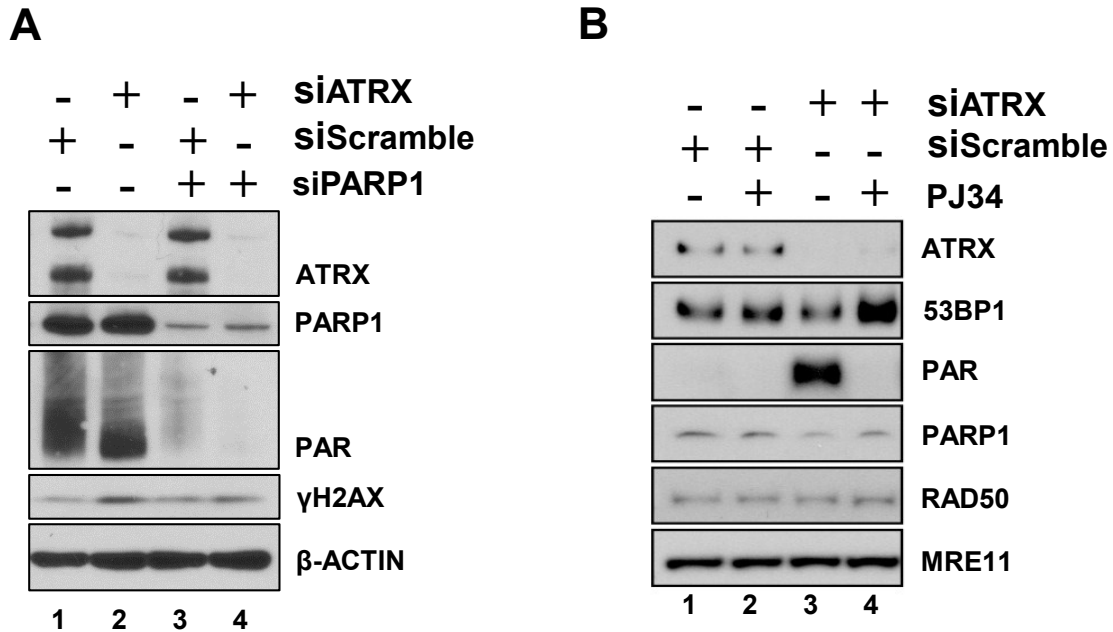 A
- + - + siATRX
+ - + - siScramble
- - + + siPARP1
ATRX
PARP1
PAR
γH2AX
β-ACTIN
1 2 3 4
B
- - + + siATRX
+ + - - siScramble
- + - + PJ34
ATRX
53BP1
PAR
PARP1
RAD50
MRE11
1 2 3 4